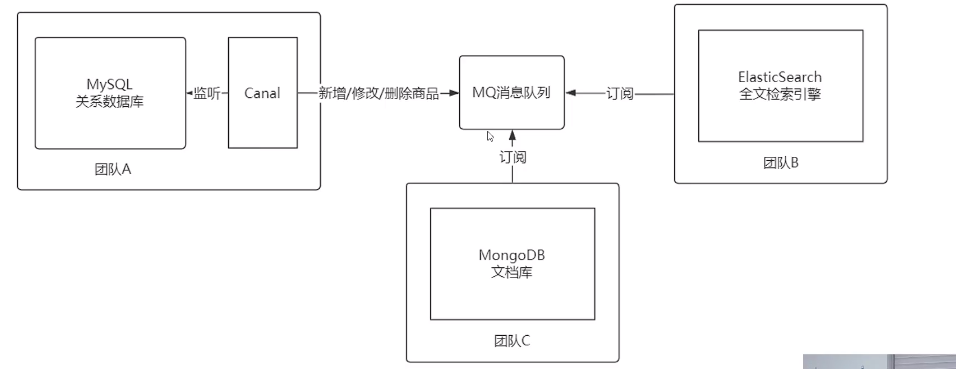 MySQL
关系数据库
监听
Canal
团队A
新增/修改/删除商品
MQ消息队列
订阅
ElasticSearch
全文检索引擎
团队B
订阅
MongoDB
文档库
团队C